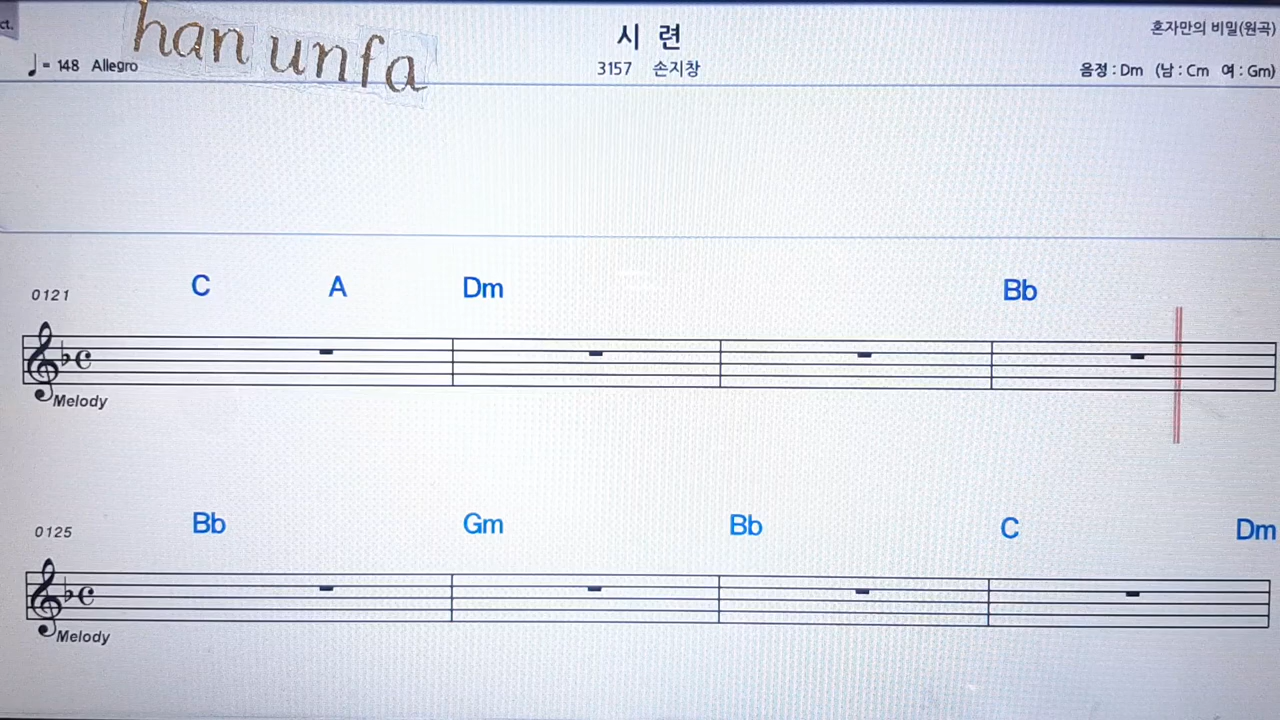 ct.
han unfa
시 련
혼자만의 비밀(원곡)
♩= 148 Allegro
3157 손지창
음정 : Dm (남 : Cm 여 : Gm)
0121 C A Dm Bb
Melody
0125 Bb Gm Bb C Dm
Melody